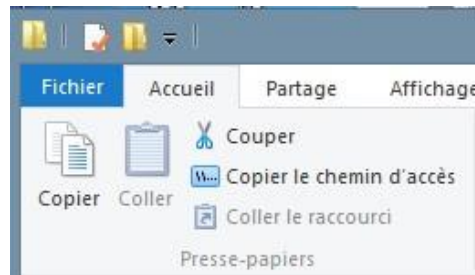 Fichier Accueil Partage Affichage
Couper
Copier le chemin d'accès
Copier Coller
Coller le raccourci
Presse-papiers